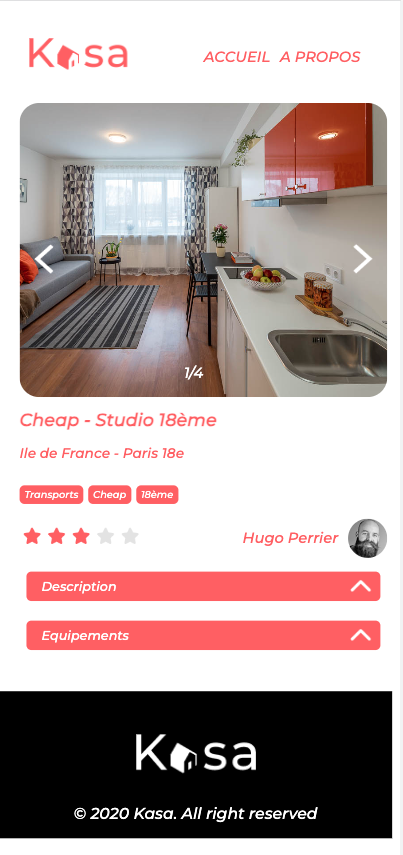 Kasa
ACCUEIL A PROPOS
1/4
Cheap - Studio 18ème
Ile de France - Paris 18e
Transports Cheap 18ème
Hugo Perrier
Description
Equipements
Kasa
© 2020 Kasa. All right reserved